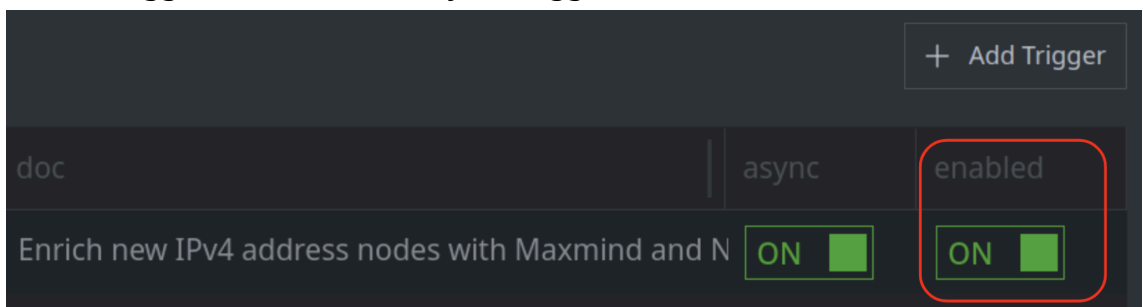 + Add Trigger
doc async enabled
Enrich new IPv4 address nodes with Maxmind and N ON ON